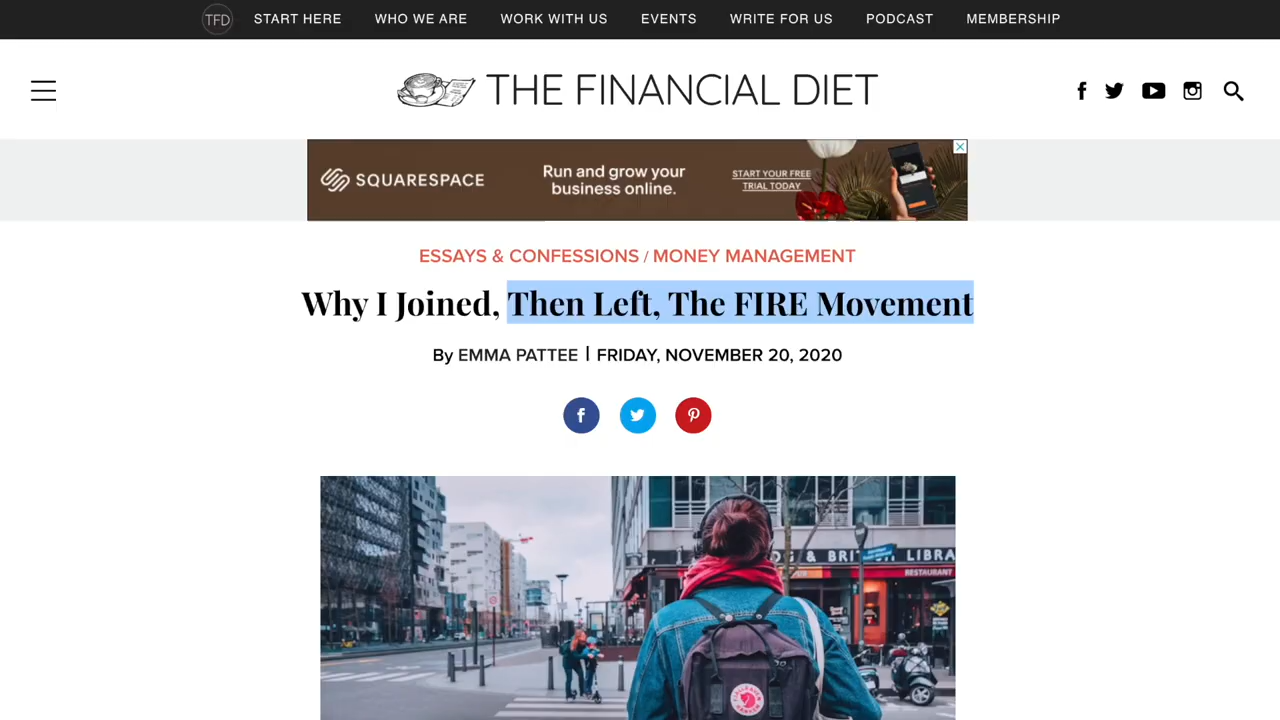 TFD START HERE WHO WE ARE WORK WITH US EVENTS WRITE FOR US PODCAST MEMBERSHIP
THE FINANCIAL DIET
SQUARESPACE
Run and grow your
business online.
START YOUR FREE
TRIAL TODAY
ESSAYS & CONFESSIONS / MONEY MANAGEMENT
Why I Joined, Then Left, The FIRE Movement
By EMMA PATTEE | FRIDAY, NOVEMBER 20, 2020
RESTAURANT